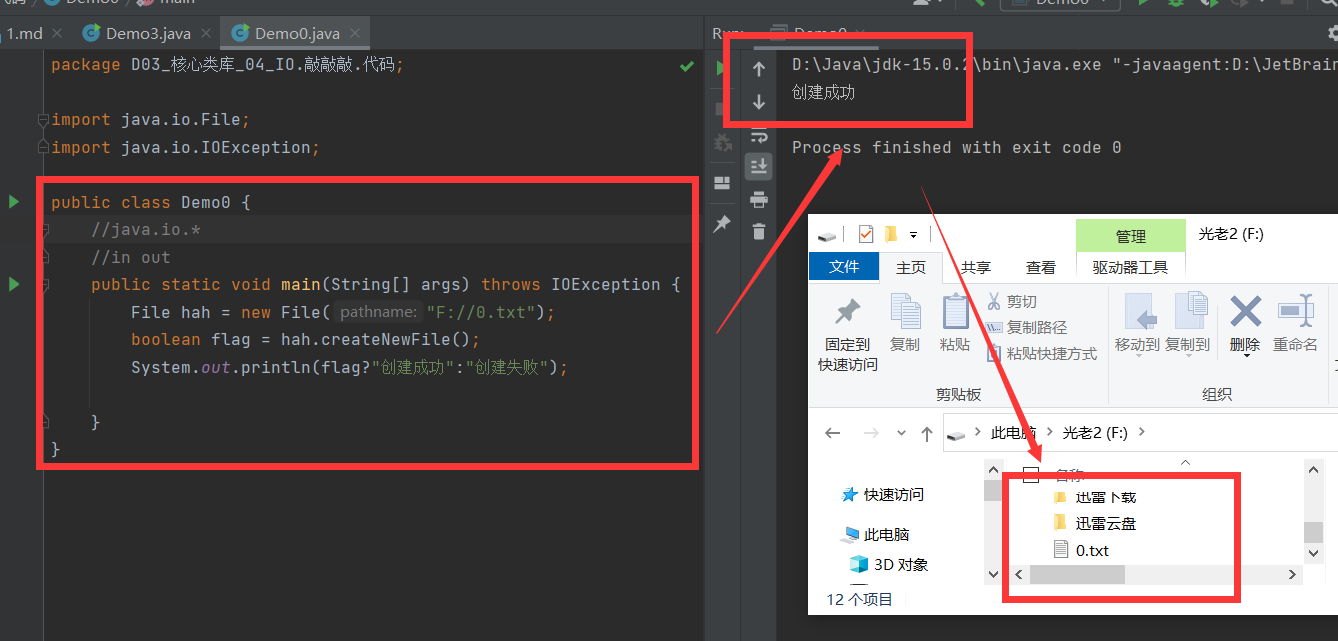 Demo0
main
1.md
Demo3.java
Demo0.java
package D03_核心类库_04_IO.敲敲敲.代码;
import java.io.File;
import java.io.IOException;
public class Demo0 {
//java.io.*
//in out
public static void main(String[] args) throws IOException {
File hah = new File( pathname: "F://0.txt");
boolean flag = hah.createNewFile();
System.out.println(flag?"创建成功":"创建失败");
}
}
Demo0
D:\Java\jdk-15.0.2\bin\java.exe "-javaagent:D:\JetBrain
创建成功
Process finished with exit code 0
管理
光老2 (F:)
文件
主页
共享
查看
驱动器工具
固定到
快速访问
复制
粘贴
剪切
复制路径
粘贴快捷方式
剪贴板
移动到
复制到
删除
重命名
组织
此电脑
光老2 (F:)
名称
快速访问
此电脑
3D 对象
迅雷下载
迅雷云盘
0.txt
12 个项目